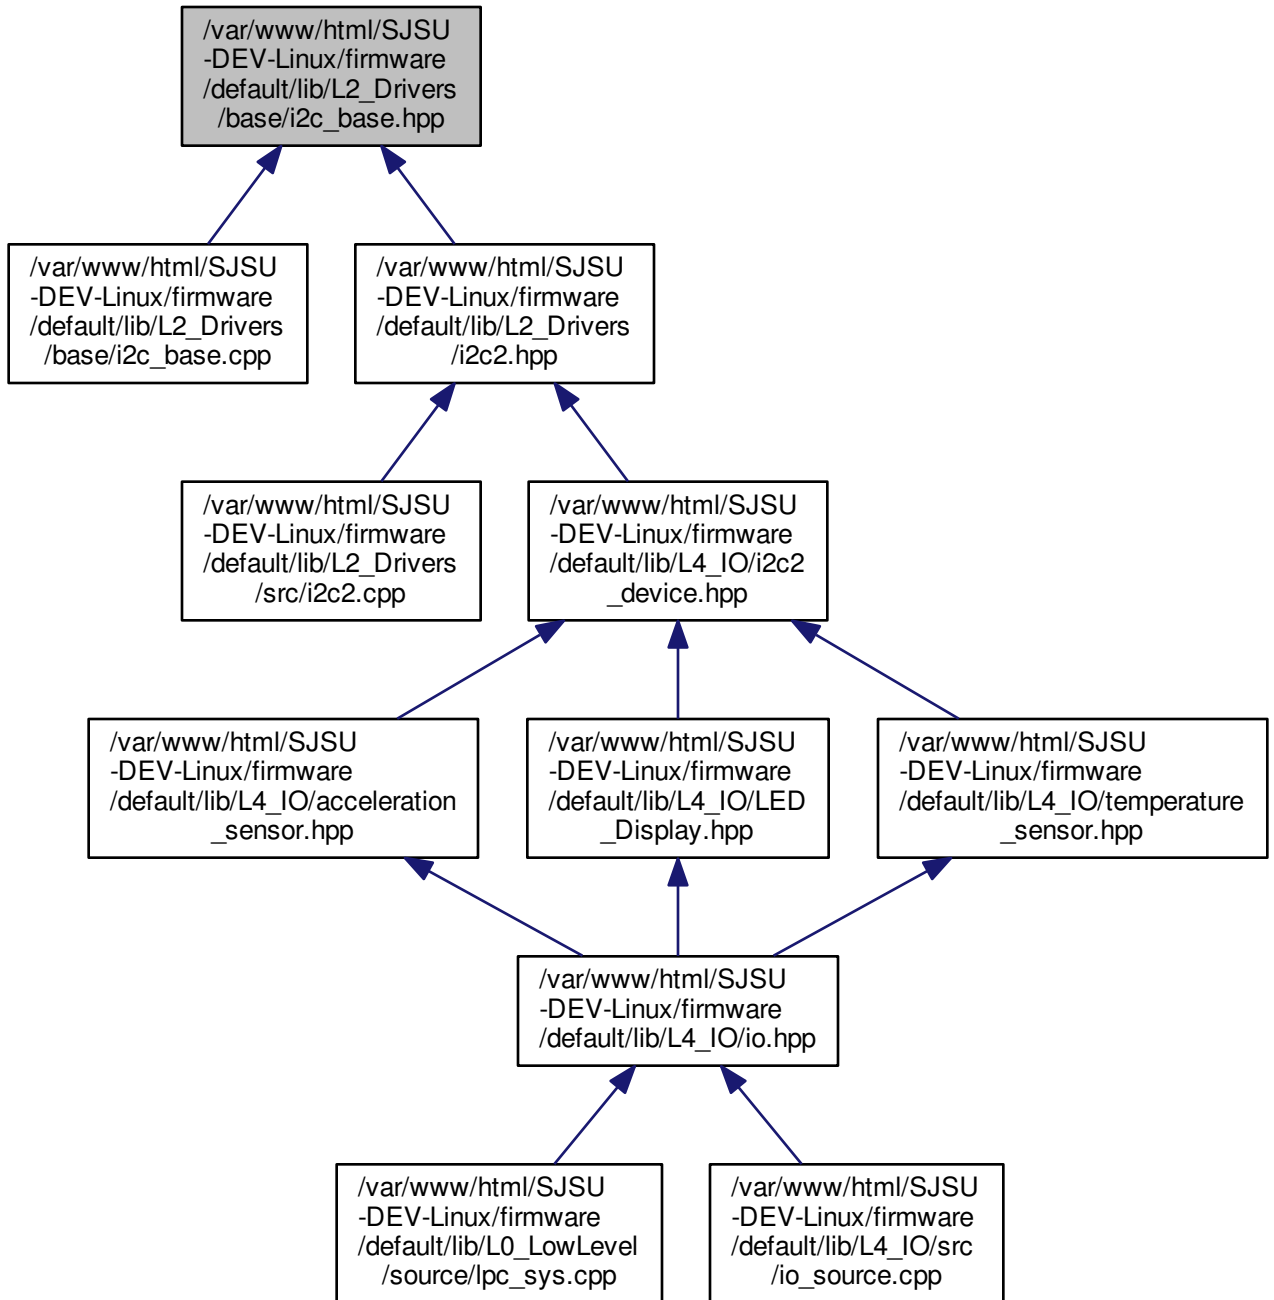 /var/www/html/SJSU
-DEV-Linux/firmware
/default/lib/L2_Drivers
/base/i2c_base.hpp
/var/www/html/SJSU
-DEV-Linux/firmware
/default/lib/L2_Drivers
/base/i2c_base.cpp
/var/www/html/SJSU
-DEV-Linux/firmware
/default/lib/L2_Drivers
/i2c2.hpp
/var/www/html/SJSU
-DEV-Linux/firmware
/default/lib/L2_Drivers
/src/i2c2.cpp
/var/www/html/SJSU
-DEV-Linux/firmware
/default/lib/L4_IO/i2c2
_device.hpp
/var/www/html/SJSU
-DEV-Linux/firmware
/default/lib/L4_IO/acceleration
_sensor.hpp
/var/www/html/SJSU
-DEV-Linux/firmware
/default/lib/L4_IO/LED
_Display.hpp
/var/www/html/SJSU
-DEV-Linux/firmware
/default/lib/L4_IO/temperature
_sensor.hpp
/var/www/html/SJSU
-DEV-Linux/firmware
/default/lib/L4_IO/io.hpp
/var/www/html/SJSU
-DEV-Linux/firmware
/default/lib/L0_LowLevel
/source/lpc_sys.cpp
/var/www/html/SJSU
-DEV-Linux/firmware
/default/lib/L4_IO/src
/io_source.cpp